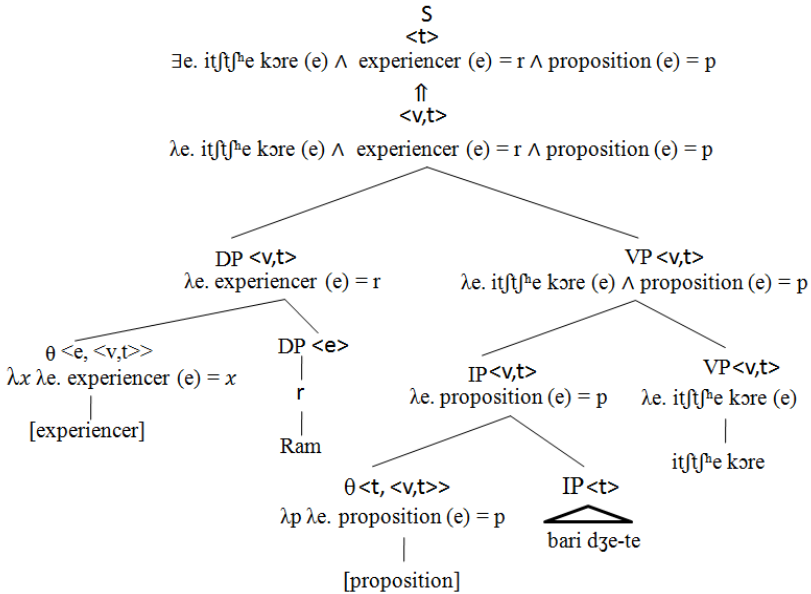 S
<t>
∃e. itʃtʃʰe kɔre (e) ∧ experiencer (e) = r ∧ proposition (e) = p
⇑
<v,t>
λe. itʃtʃʰe kɔre (e) ∧ experiencer (e) = r ∧ proposition (e) = p
DP <v,t> VP <v,t>
λe. experiencer (e) = r λe. itʃtʃʰe kɔre (e) ∧ proposition (e) = p
θ <e, <v,t>> DP <e> IP<v,t> VP<v,t>
λx λe. experiencer (e) = x r λe. proposition (e) = p λe. itʃtʃʰe kɔre (e)
[experiencer] Ram itʃtʃʰe kɔre
θ<t, <v,t>> IP<t>
λp λe. proposition (e) = p bari dʒe-te
[proposition]